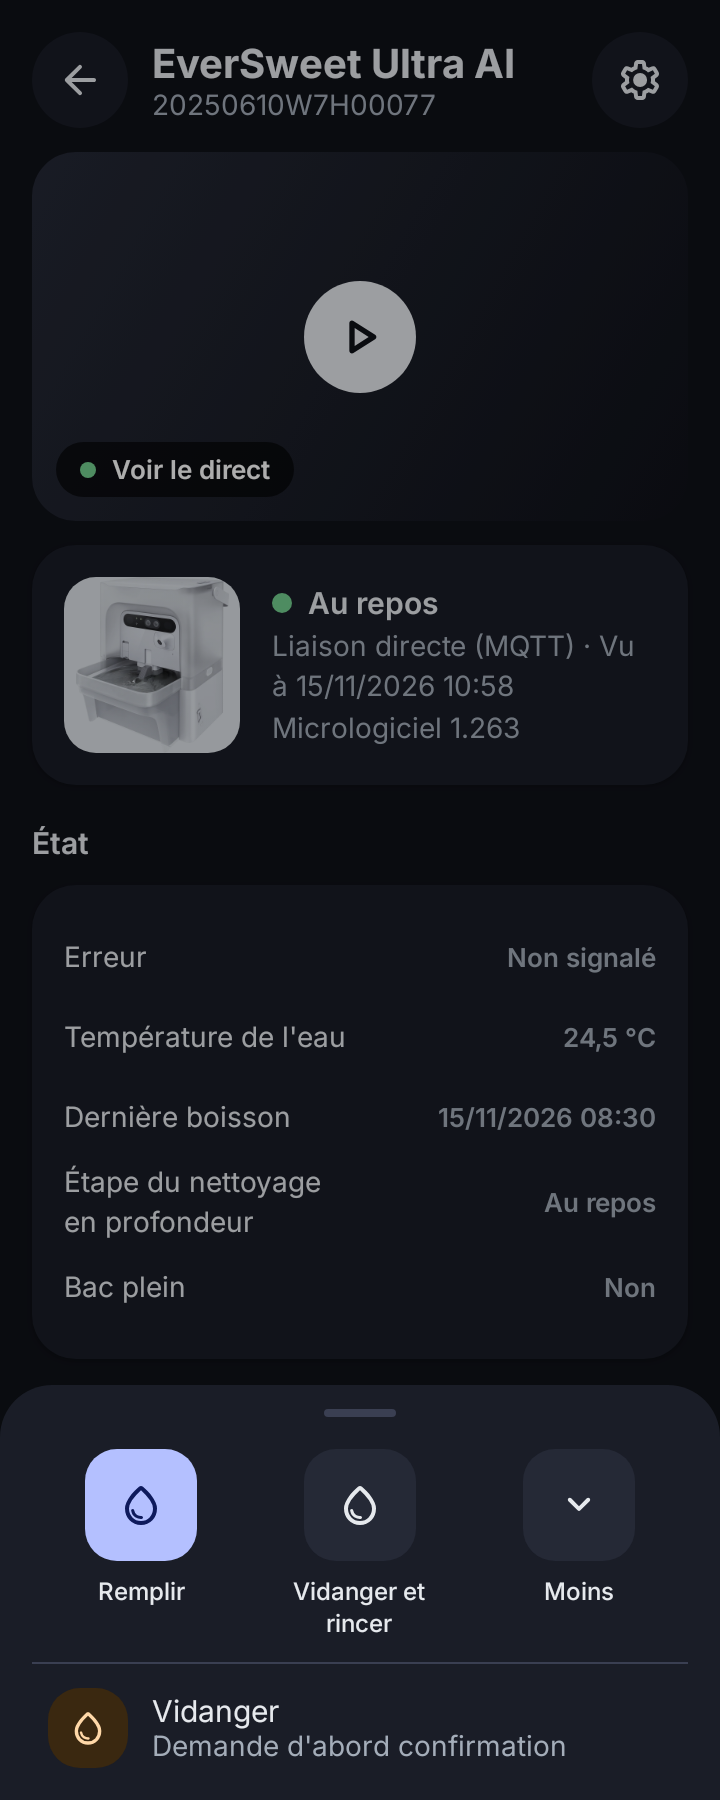 EverSweet Ultra AI
20250610W7H00077
Voir le direct
Au repos
Liaison directe (MQTT) · Vu
à 15/11/2026 10:58
Micrologiciel 1.263
État
Erreur
Non signalé
Température de l'eau
24,5 °C
Dernière boisson
15/11/2026 08:30
Étape du nettoyage
en profondeur
Au repos
Bac plein
Non
Remplir
Vidanger et
rincer
Moins
Vidanger
Demande d'abord confirmation